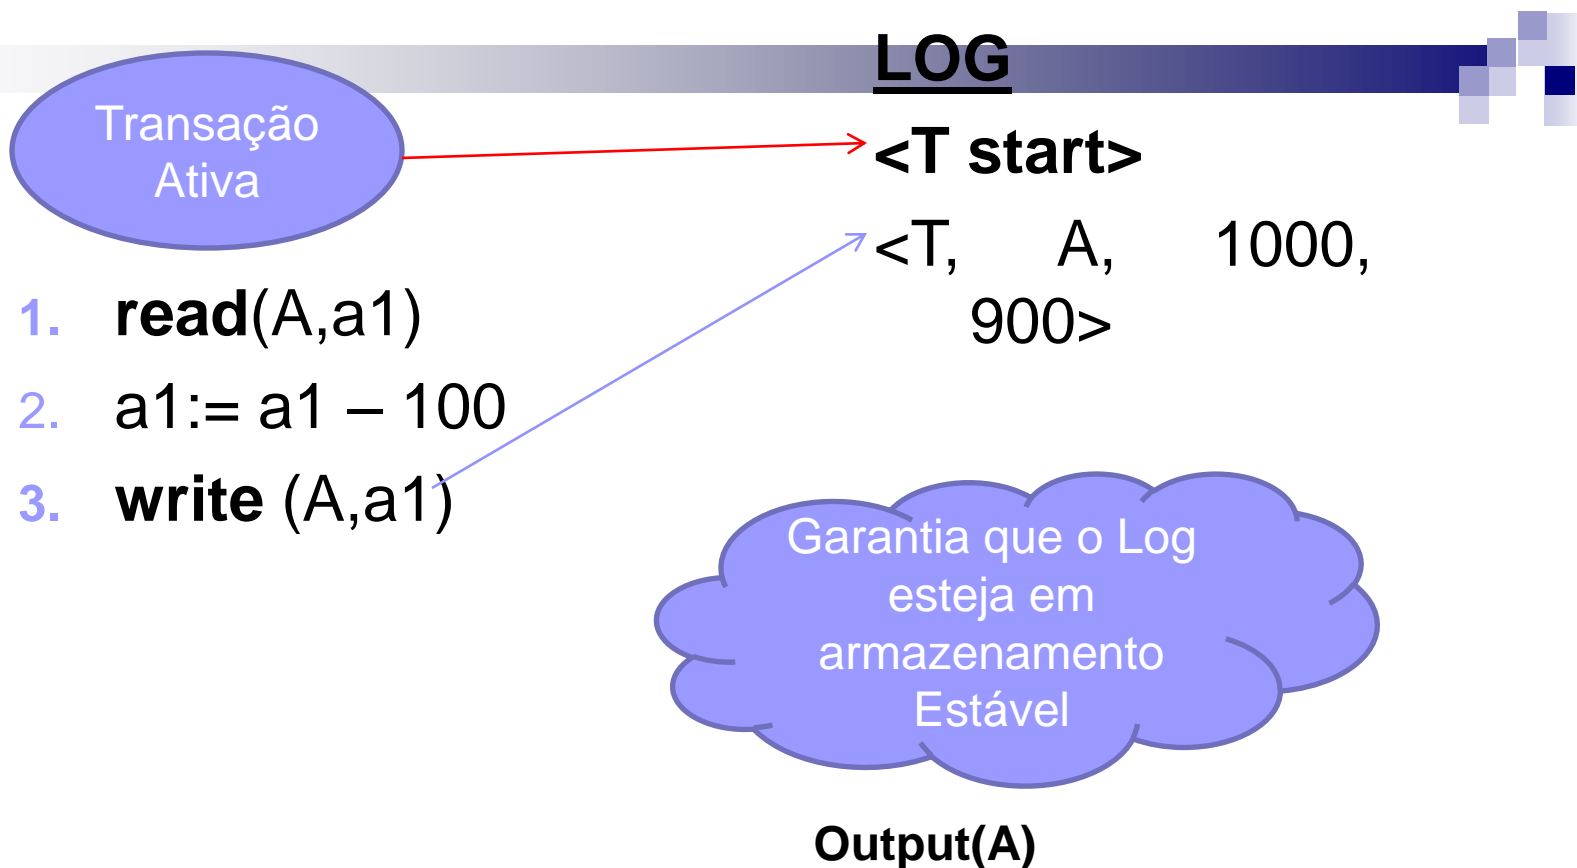 Transação
Ativa
1. read(A,a1)
2. a1:= a1 – 100
3. write (A,a1)
LOG
<T start>
<T, A, 1000,
900>
Garantia que o Log
esteja em
armazenamento
Estável
Output(A)